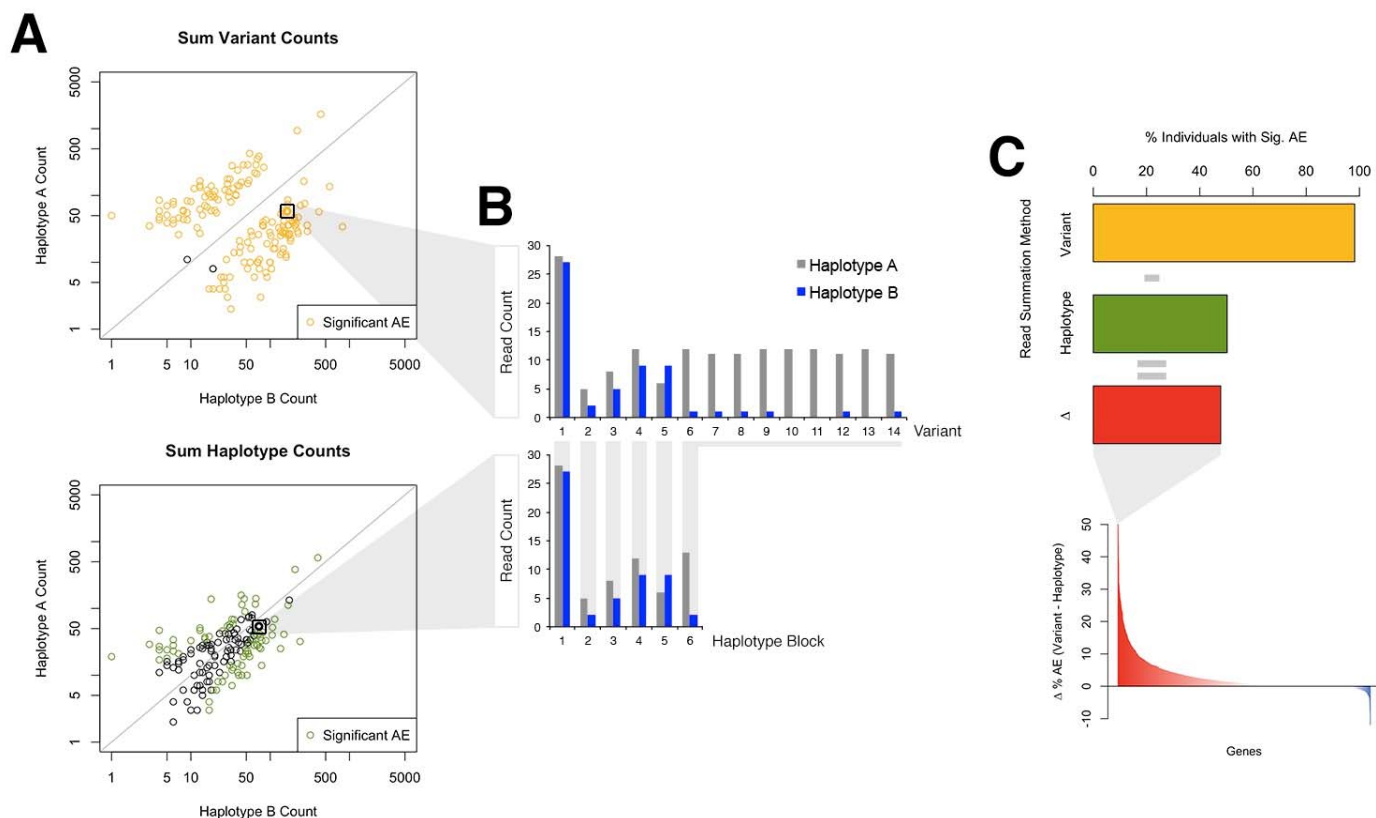 A
Sum Variant Counts
Haplotype A Count
5000
500
50
5
1
Significant AE
1 5 10 50 500 5000
Haplotype B Count
Sum Haplotype Counts
Haplotype A Count
5000
500
50
5
1
Significant AE
1 5 10 50 500 5000
Haplotype B Count
B
Haplotype A
Haplotype B
Read Count
30
25
20
15
10
5
0
1 2 3 4 5 6 7 8 9 10 11 12 13 14 Variant
Read Count
30
25
20
15
10
5
0
1 2 3 4 5 6 Haplotype Block
C
% Individuals with Sig. AE
0 20 40 60 80 100
Read Summation Method
Variant
Haplotype
Δ
Δ % AE (Variant - Haplotype)
50
40
30
20
10
0
-10
Genes